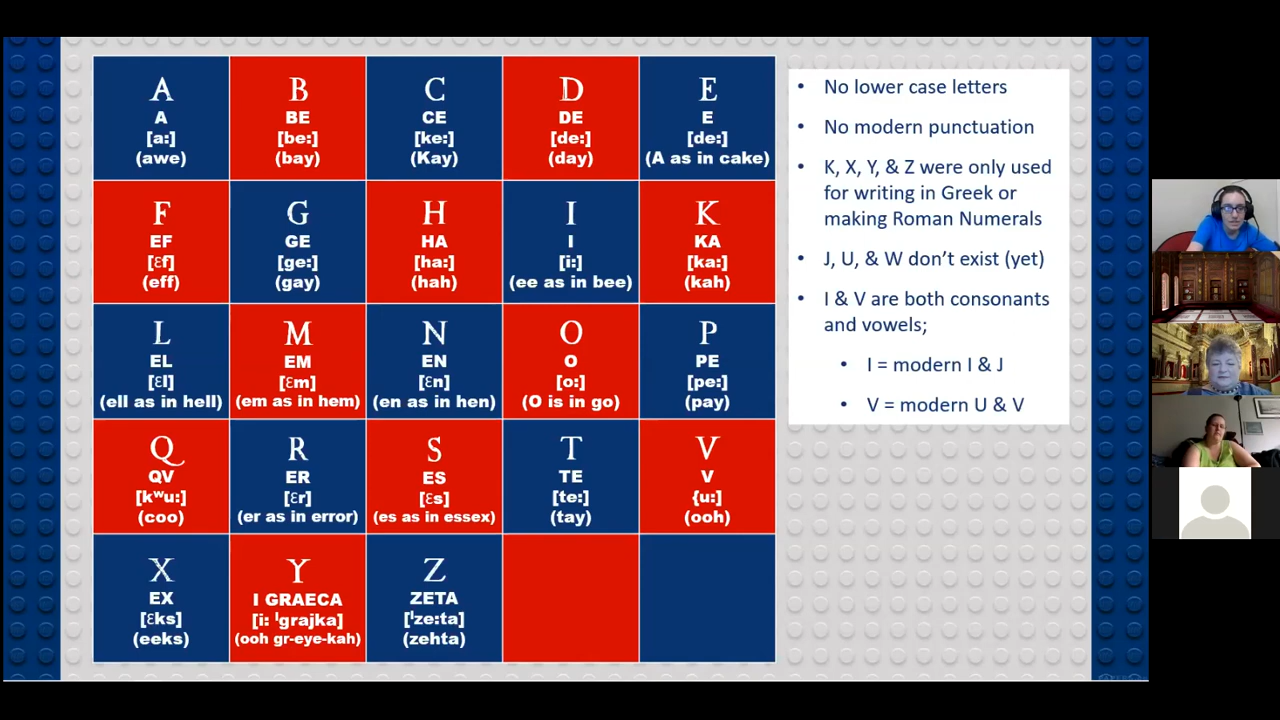 A
A
[a:]
(awe)
B
BE
[be:]
(bay)
C
CE
[ke:]
(Kay)
D
DE
[de:]
(day)
E
E
[de:]
(A as in cake)
F
EF
[ɛf]
(eff)
G
GE
[ge:]
(gay)
H
HA
[ha:]
(hah)
I
I
[i:]
(ee as in bee)
K
KA
[ka:]
(kah)
L
EL
[ɛl]
(ell as in hell)
M
EM
[ɛm]
(em as in hem)
N
EN
[ɛn]
(en as in hen)
O
O
[o:]
(O is in go)
P
PE
[pe:]
(pay)
Q
QV
[kʷu:]
(coo)
R
ER
[ɛr]
(er as in error)
S
ES
[ɛs]
(es as in essex)
T
TE
[te:]
(tay)
V
V
{u:]
(ooh)
X
EX
[ɛks]
(eeks)
Y
I GRAECA
[i: ˈgrajka]
(ooh gr-eye-kah)
Z
ZETA
[ˈze:ta]
(zehta)
• No lower case letters
• No modern punctuation
• K, X, Y, & Z were only used
for writing in Greek or
making Roman Numerals
• J, U, & W don’t exist (yet)
• I & V are both consonants
and vowels;
• I = modern I & J
• V = modern U & V